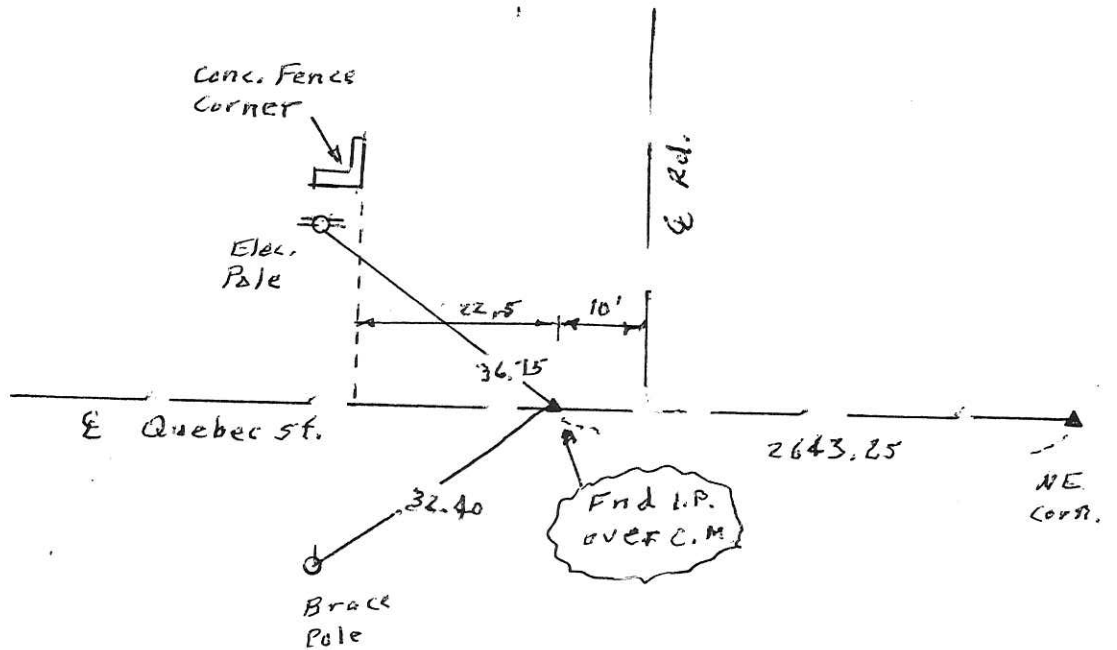 Conc. Fence
Corner
℄ Rd.
Elec.
Pole
22.5
10'
36.75
℄ Quebec St.
2643.25
NE
Corn.
32.40
Fnd I.P.
over C.M.
Brace
Pole